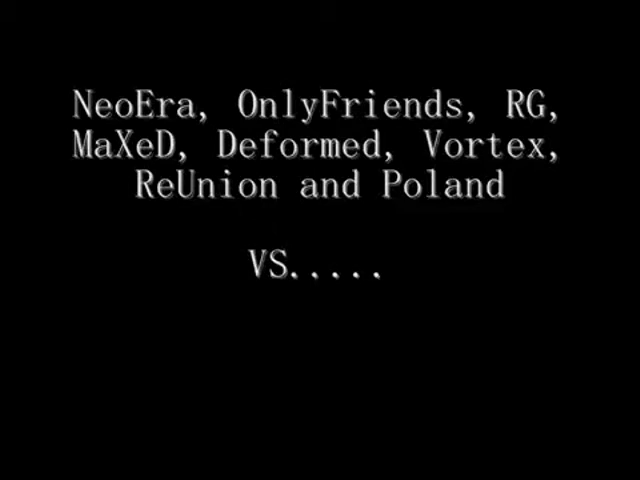 NeoEra, OnlyFriends, RG,
MaXeD, Deformed, Vortex,
ReUnion and Poland
VS.....